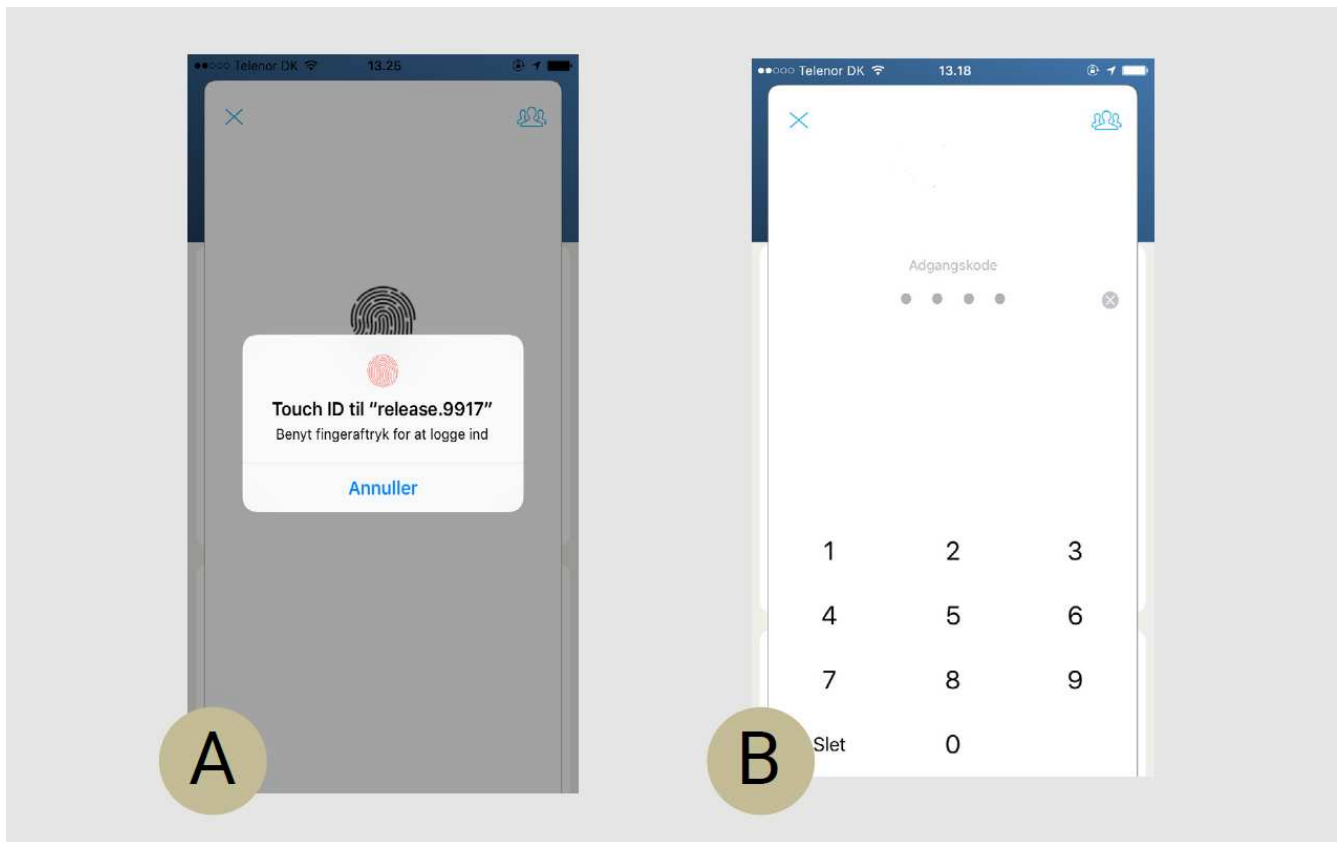 Telenor DK 13.25
Touch ID til “release.9917”
Benyt fingeraftryk for at logge ind
Annuller
A
Telenor DK 13.18
Adgangskode
1 2 3
4 5 6
7 8 9
Slet 0
B